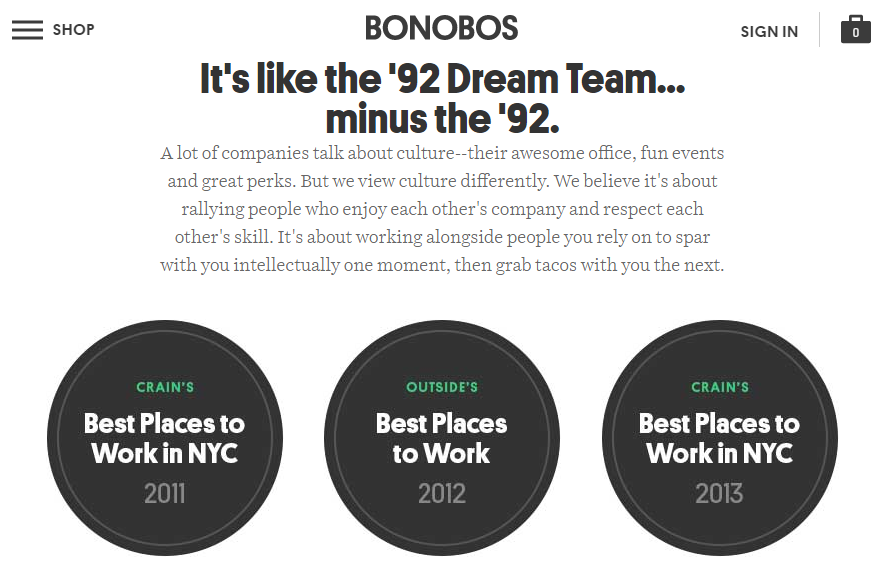 SHOP
BONOBOS
SIGN IN
0
It's like the '92 Dream Team...
minus the '92.
A lot of companies talk about culture--their awesome office, fun events
and great perks. But we view culture differently. We believe it's about
rallying people who enjoy each other's company and respect each
other's skill. It's about working alongside people you rely on to spar
with you intellectually one moment, then grab tacos with you the next.
CRAIN'S
Best Places to
Work in NYC
2011
OUTSIDE'S
Best Places
to Work
2012
CRAIN'S
Best Places to
Work in NYC
2013